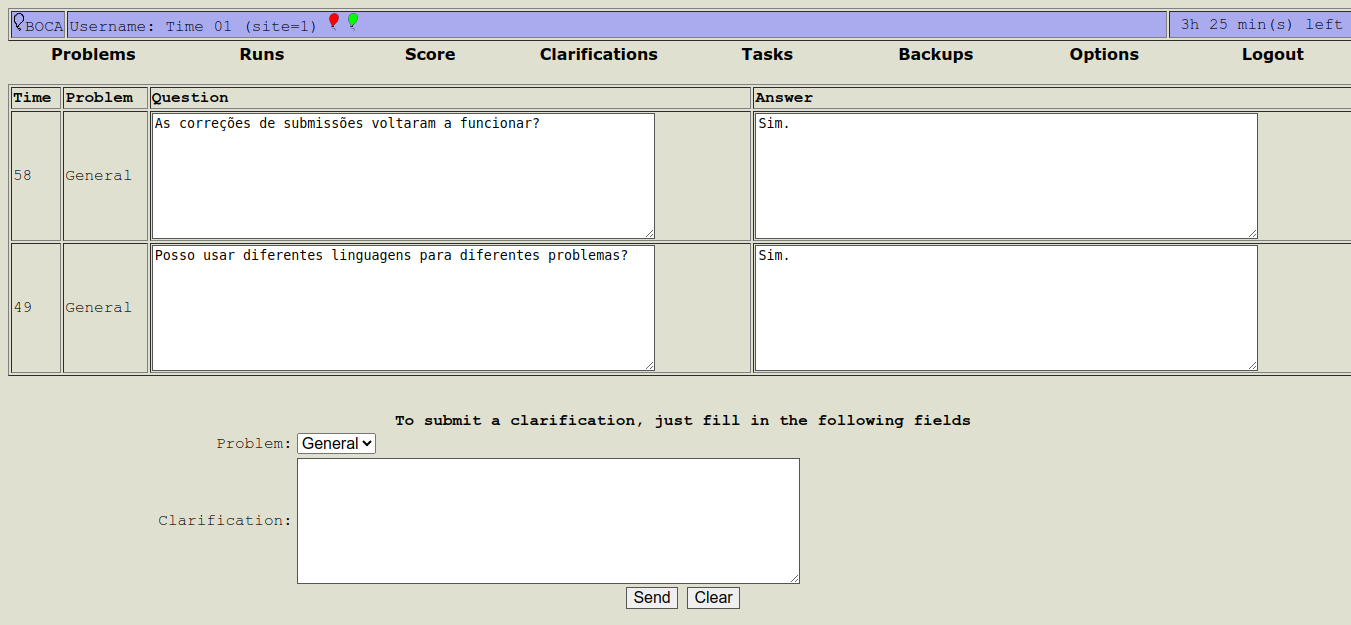 BOCA Username: Time 01 (site=1) 3h 25 min(s) left
Problems Runs Score Clarifications Tasks Backups Options Logout
Time Problem Question Answer
58 General As correções de submissões voltaram a funcionar? Sim.
49 General Posso usar diferentes linguagens para diferentes problemas? Sim.
To submit a clarification, just fill in the following fields
Problem: General
Clarification:
Send Clear